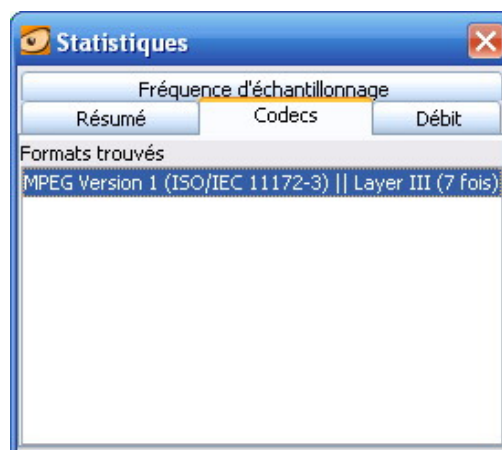 Statistiques
Fréquence d'échantillonnage
Résumé Codecs Débit
Formats trouvés
MPEG Version 1 (ISO/IEC 11172-3) || Layer III (7 fois)